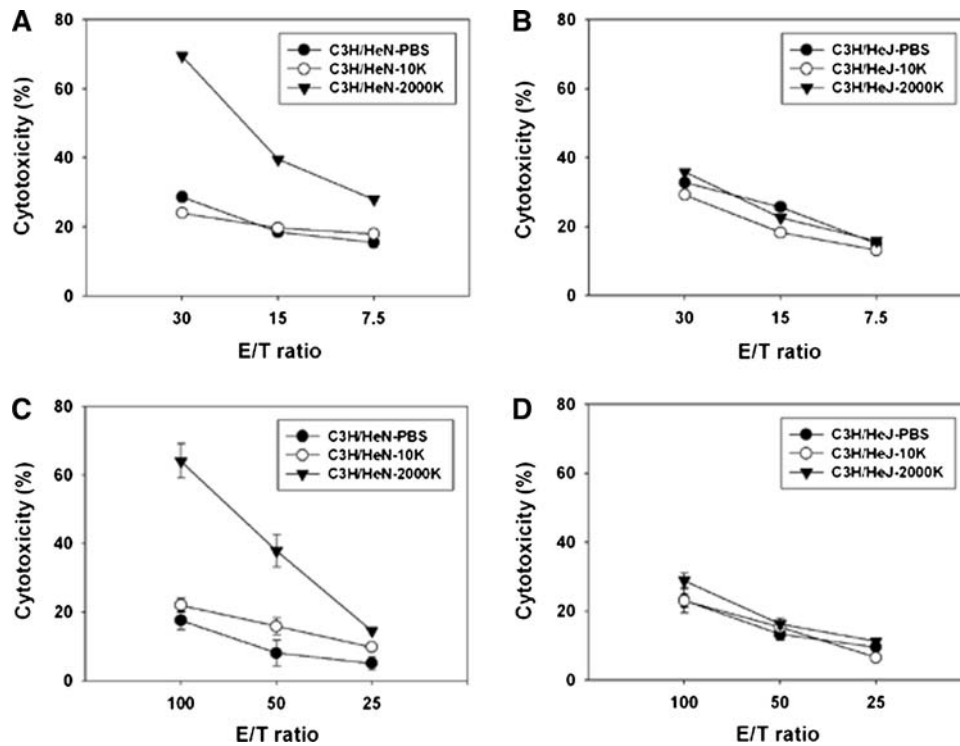 A
Cytotoxicity (%)
80
60
40
20
0
C3H/HeN-PBS
C3H/HeN-10K
C3H/HeN-2000K
30 15 7.5
E/T ratio
B
Cytotoxicity (%)
80
60
40
20
0
C3H/HeJ-PBS
C3H/HeJ-10K
C3H/HeJ-2000K
30 15 7.5
E/T ratio
C
Cytotoxicity (%)
80
60
40
20
0
C3H/HeN-PBS
C3H/HeN-10K
C3H/HeN-2000K
100 50 25
E/T ratio
D
Cytotoxicity (%)
80
60
40
20
0
C3H/HeJ-PBS
C3H/HeJ-10K
C3H/HeJ-2000K
100 50 25
E/T ratio